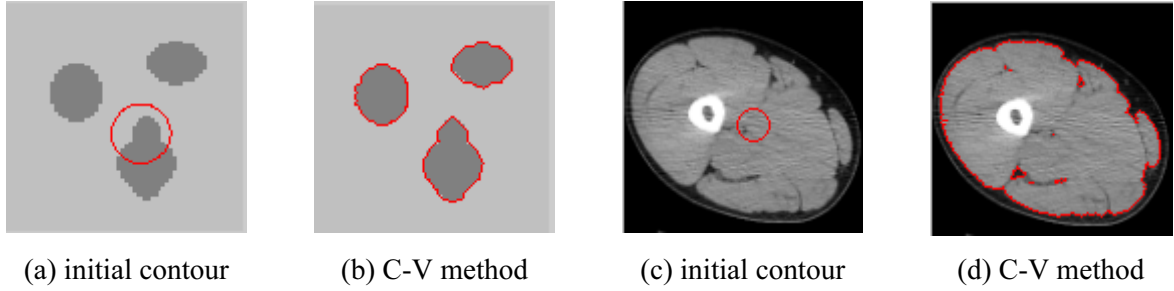 (a) initial contour (b) C-V method (c) initial contour (d) C-V method